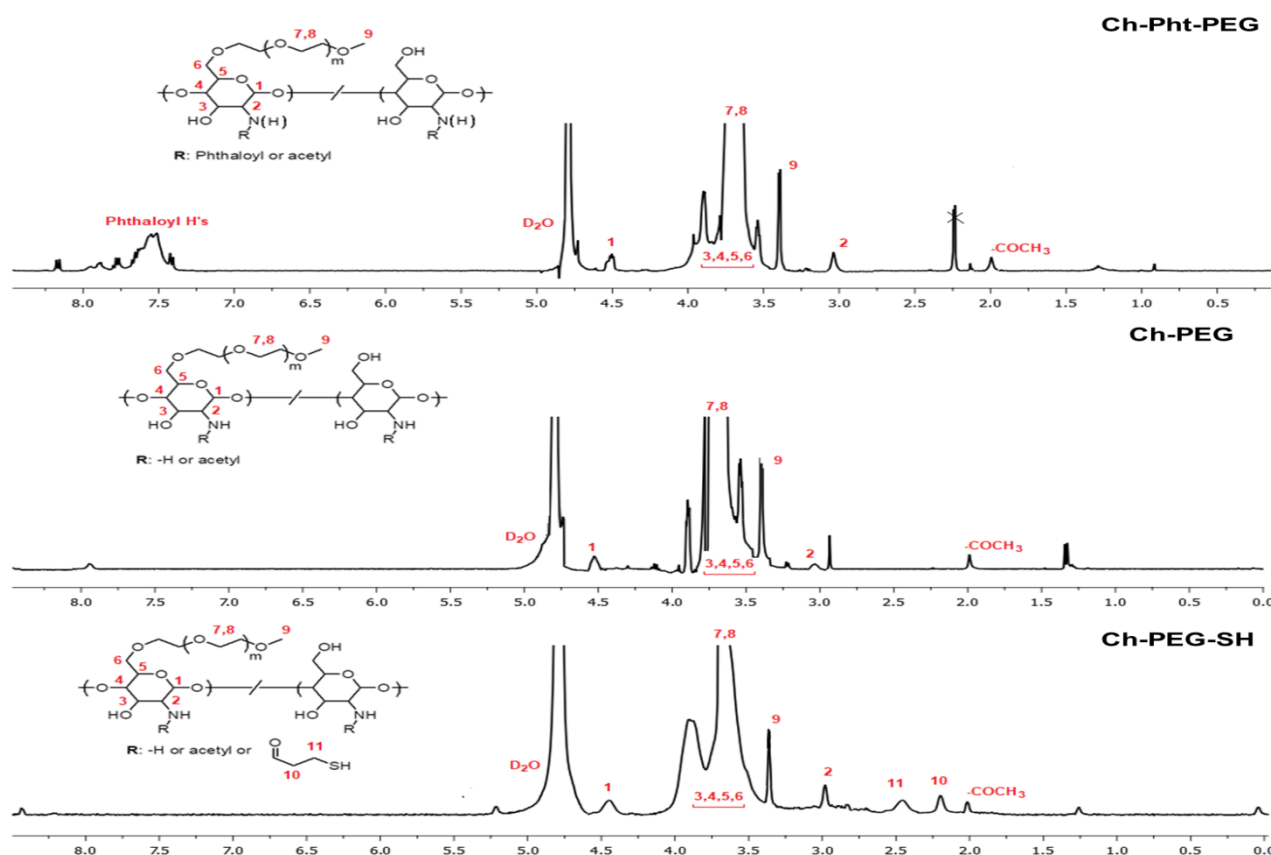 Ch-Pht-PEG
7,8 9
O O O
m
6 OH
5 O O
4 1
O O O
3 2
HO N(H) HO N(H)
R R
R: Phthaloyl or acetyl
7,8
9
Phthaloyl H's
D2O
1 2
3,4,5,6
-COCH3
8.0 7.5 7.0 6.5 6.0 5.5 5.0 4.5 4.0 3.5 3.0 2.5 2.0 1.5 1.0 0.5
Ch-PEG
7,8 9
O O O
m
6 OH
5 O O
4 1
O O O
3 2
HO NH HO NH
R R
R: -H or acetyl
7,8
9
D2O
1 2
3,4,5,6
-COCH3
8.0 7.5 7.0 6.5 6.0 5.5 5.0 4.5 4.0 3.5 3.0 2.5 2.0 1.5 1.0 0.5 0.0
Ch-PEG-SH
7,8 9
O O O
m
6 OH
5 O O
4 1
O O O
3 2
HO NH HO NH
R R
R: -H or acetyl or O 11
SH
10
7,8
9
D2O
1 2 11 10
3,4,5,6
-COCH3
8.0 7.5 7.0 6.5 6.0 5.5 5.0 4.5 4.0 3.5 3.0 2.5 2.0 1.5 1.0 0.5 0.0